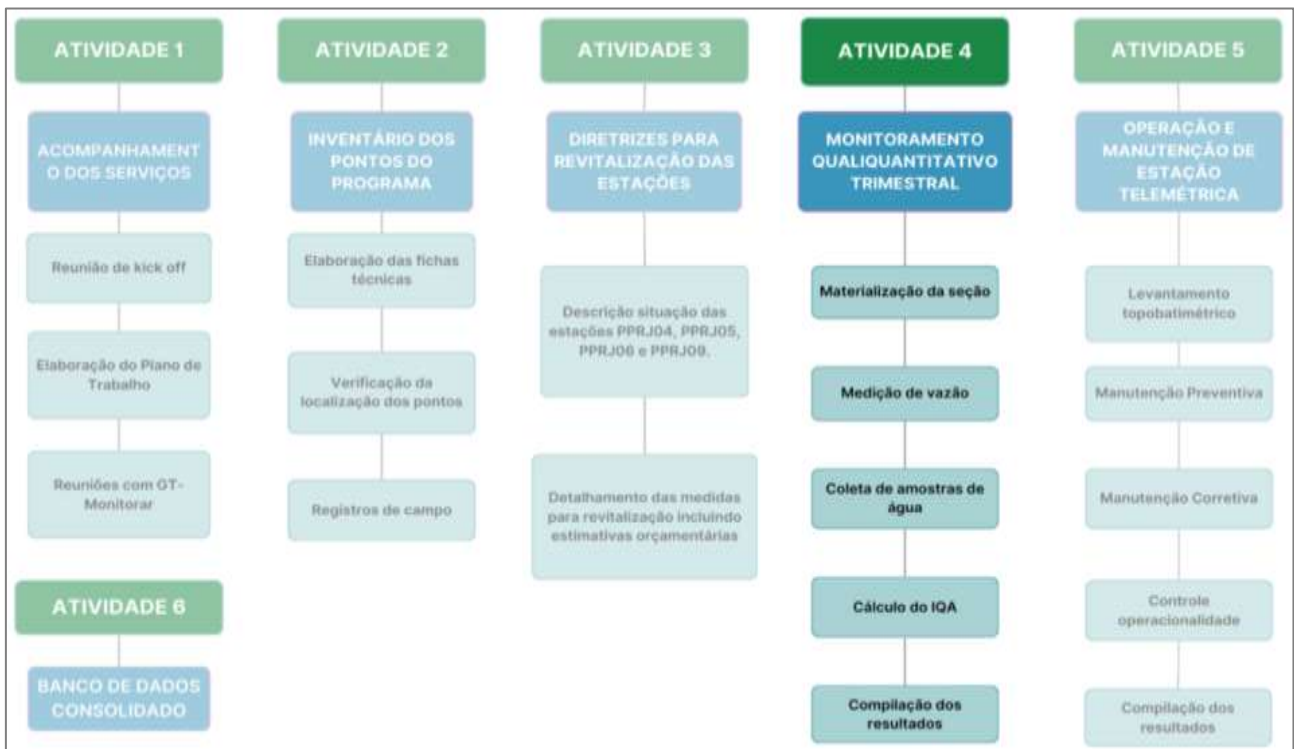 ATIVIDADE 1
ACOMPANHAMENT
O DOS SERVIÇOS
Reunião de kick off
Elaboração do Plano de
Trabalho
Reuniões com GT-
Monitorar
ATIVIDADE 6
BANCO DE DADOS
CONSOLIDADO
ATIVIDADE 2
INVENTÁRIO DOS
PONTOS DO
PROGRAMA
Elaboração das fichas
técnicas
Verificação da
localização dos pontos
Registros de campo
ATIVIDADE 3
DIRETRIZES PARA
REVITALIZAÇÃO DAS
ESTAÇÕES
Descrição situação das
estações PPRJ04, PPRJ05,
PPRJ06 e PPRJ09.
Detalhamento das medidas
para revitalização incluindo
estimativas orçamentárias
ATIVIDADE 4
MONITORAMENTO
QUALIQUANTITATIVO
TRIMESTRAL
Materialização da seção
Medição de vazão
Coleta de amostras de
água
Cálculo do IQA
Compilação dos
resultados
ATIVIDADE 5
OPERAÇÃO E
MANUTENÇÃO DE
ESTAÇÃO
TELEMÉTRICA
Levantamento
topobatimétrico
Manutenção Preventiva
Manutenção Corretiva
Controle
operacionalidade
Compilação dos
resultados